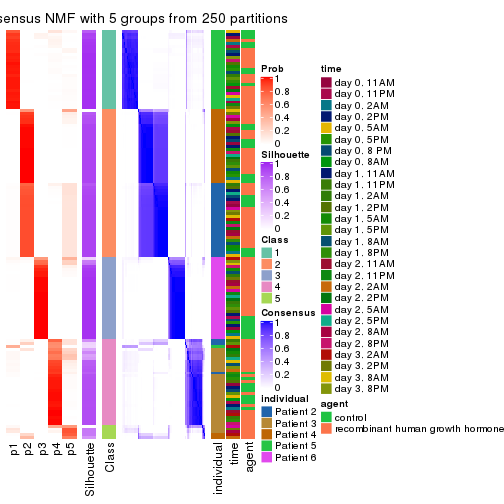 sensus NMF with 5 groups from 250 partitions
Prob
1
0.8
0.6
0.4
0.2
0
Silhouette
1
0.8
0.6
0.4
0.2
0
Class
1
2
3
4
5
Consensus
1
0.8
0.6
0.4
0.2
0
individual
Patient 2
Patient 3
Patient 4
Patient 5
Patient 6
time
day 0. 11AM
day 0. 11PM
day 0. 2AM
day 0. 2PM
day 0. 5AM
day 0. 5PM
day 0. 8 PM
day 0. 8AM
day 1. 11AM
day 1. 11PM
day 1. 2AM
day 1. 2PM
day 1. 5AM
day 1. 5PM
day 1. 8AM
day 1. 8PM
day 2. 11AM
day 2. 11PM
day 2. 2AM
day 2. 2PM
day 2. 5AM
day 2. 5PM
day 2. 8AM
day 2. 8PM
day 3. 2AM
day 3. 2PM
day 3. 8AM
day 3. 8PM
agent
control
recombinant human growth hormone
p1
p2
p3
p4
p5
Silhouette
Class
individual
time
agent